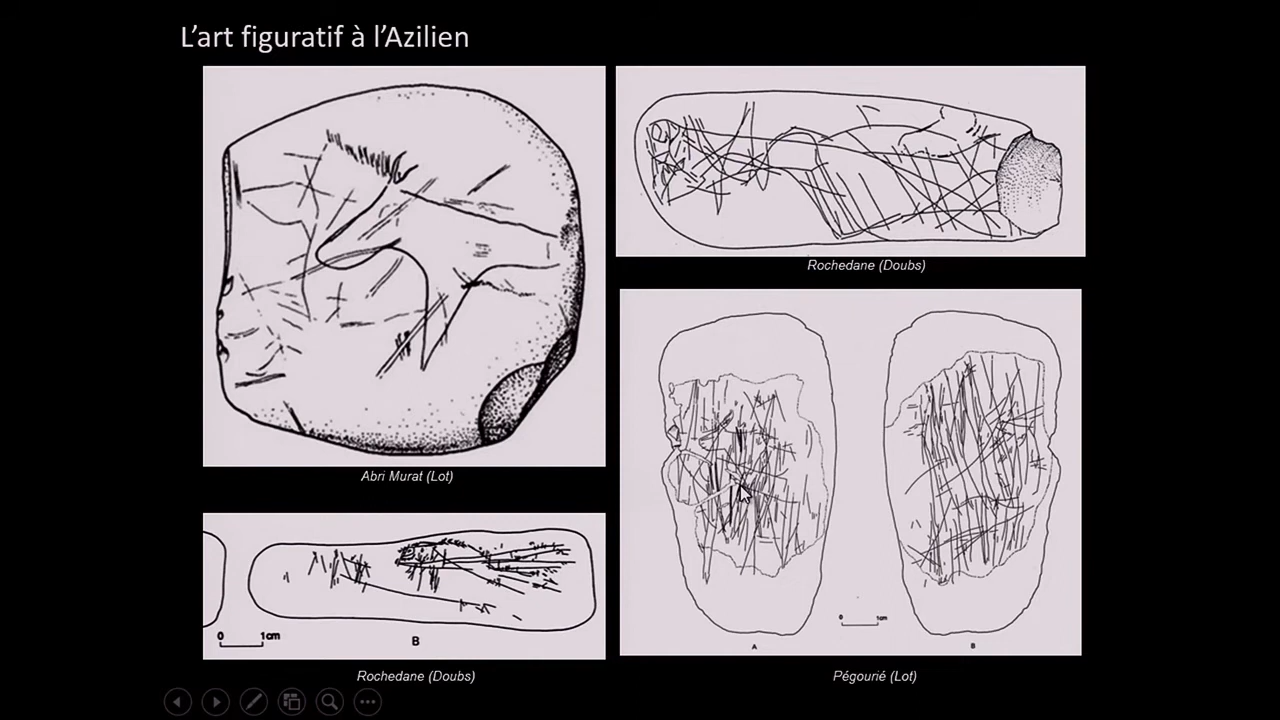 L’art figuratif à l’Azilien
Abri Murat (Lot)
Rochedane (Doubs)
0 1cm
B
Rochedane (Doubs)
0 1cm
A
B
Pégourié (Lot)